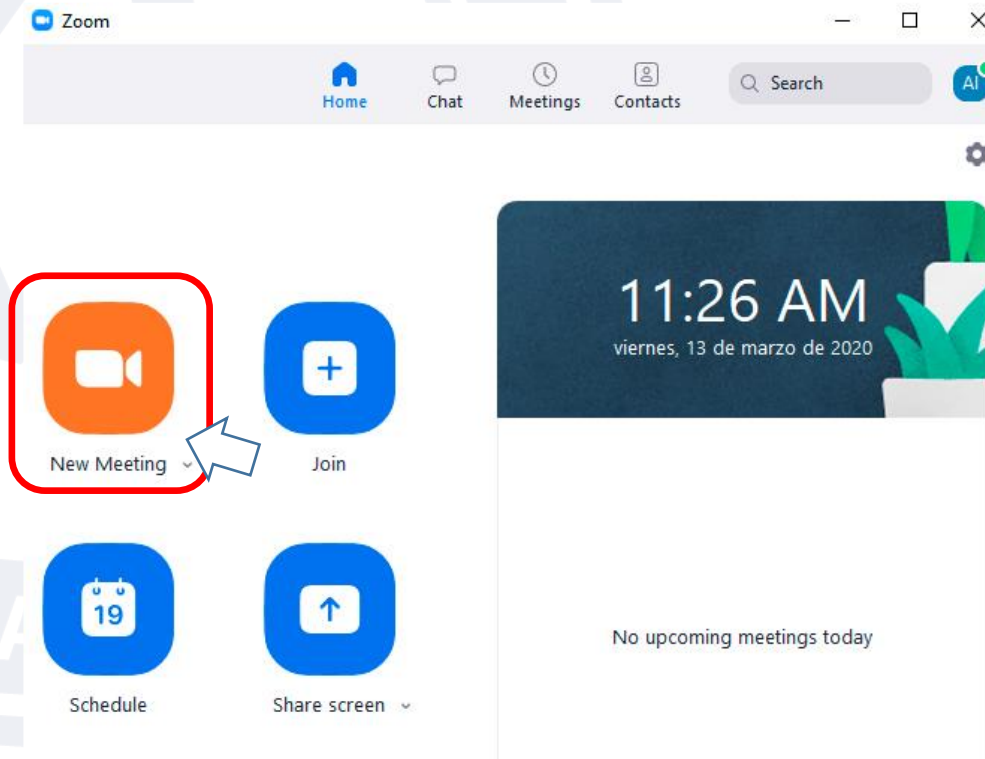 Zoom
Home Chat Meetings Contacts Search AI
11:26 AM
viernes, 13 de marzo de 2020
New Meeting Join
19
Schedule Share screen
No upcoming meetings today